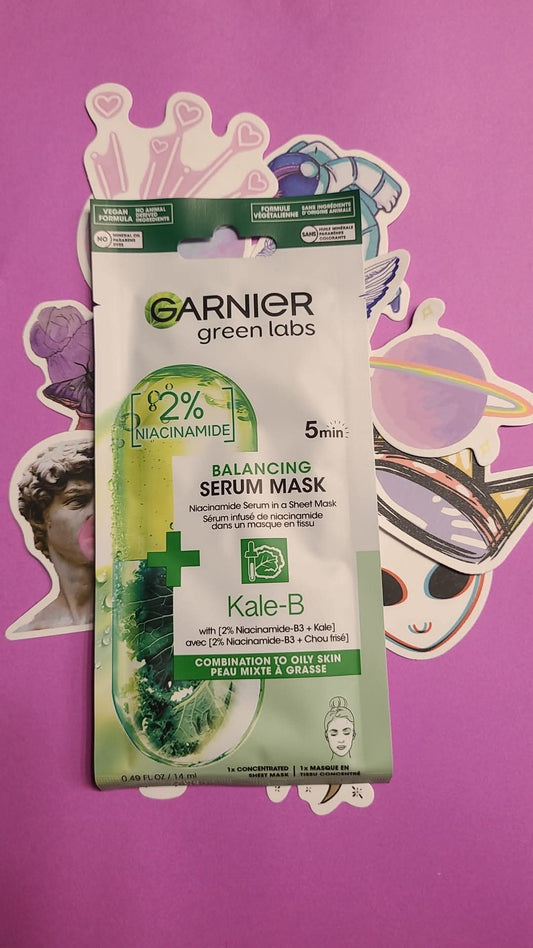 VEGAN FORMULA
NO ANIMAL DERIVED INGREDIENTS
FORMULE VÉGÉTALIENNE
SANS INGRÉDIENTS D'ORIGINE ANIMALE
NO
MINERAL OIL
PARABENS
DYES
SANS
HUILE MINÉRALE
PARABÈNES
COLORANTS
GARNIER
green labs
2%
NIACINAMIDE
5min
BALANCING
SERUM MASK
Niacinamide Serum in a Sheet Mask
Sérum infusé de niacinamide
dans un masque en tissu
Kale-B
with [2% Niacinamide-B3 + Kale]
avec [2% Niacinamide-B3 + Chou frisé]
COMBINATION TO OILY SKIN
PEAU MIXTE À GRASSE
0.49 FL OZ / 14 ml
1x CONCENTRATED
SHEET MASK
1x MASQUE EN
TISSU CONCENTRÉ